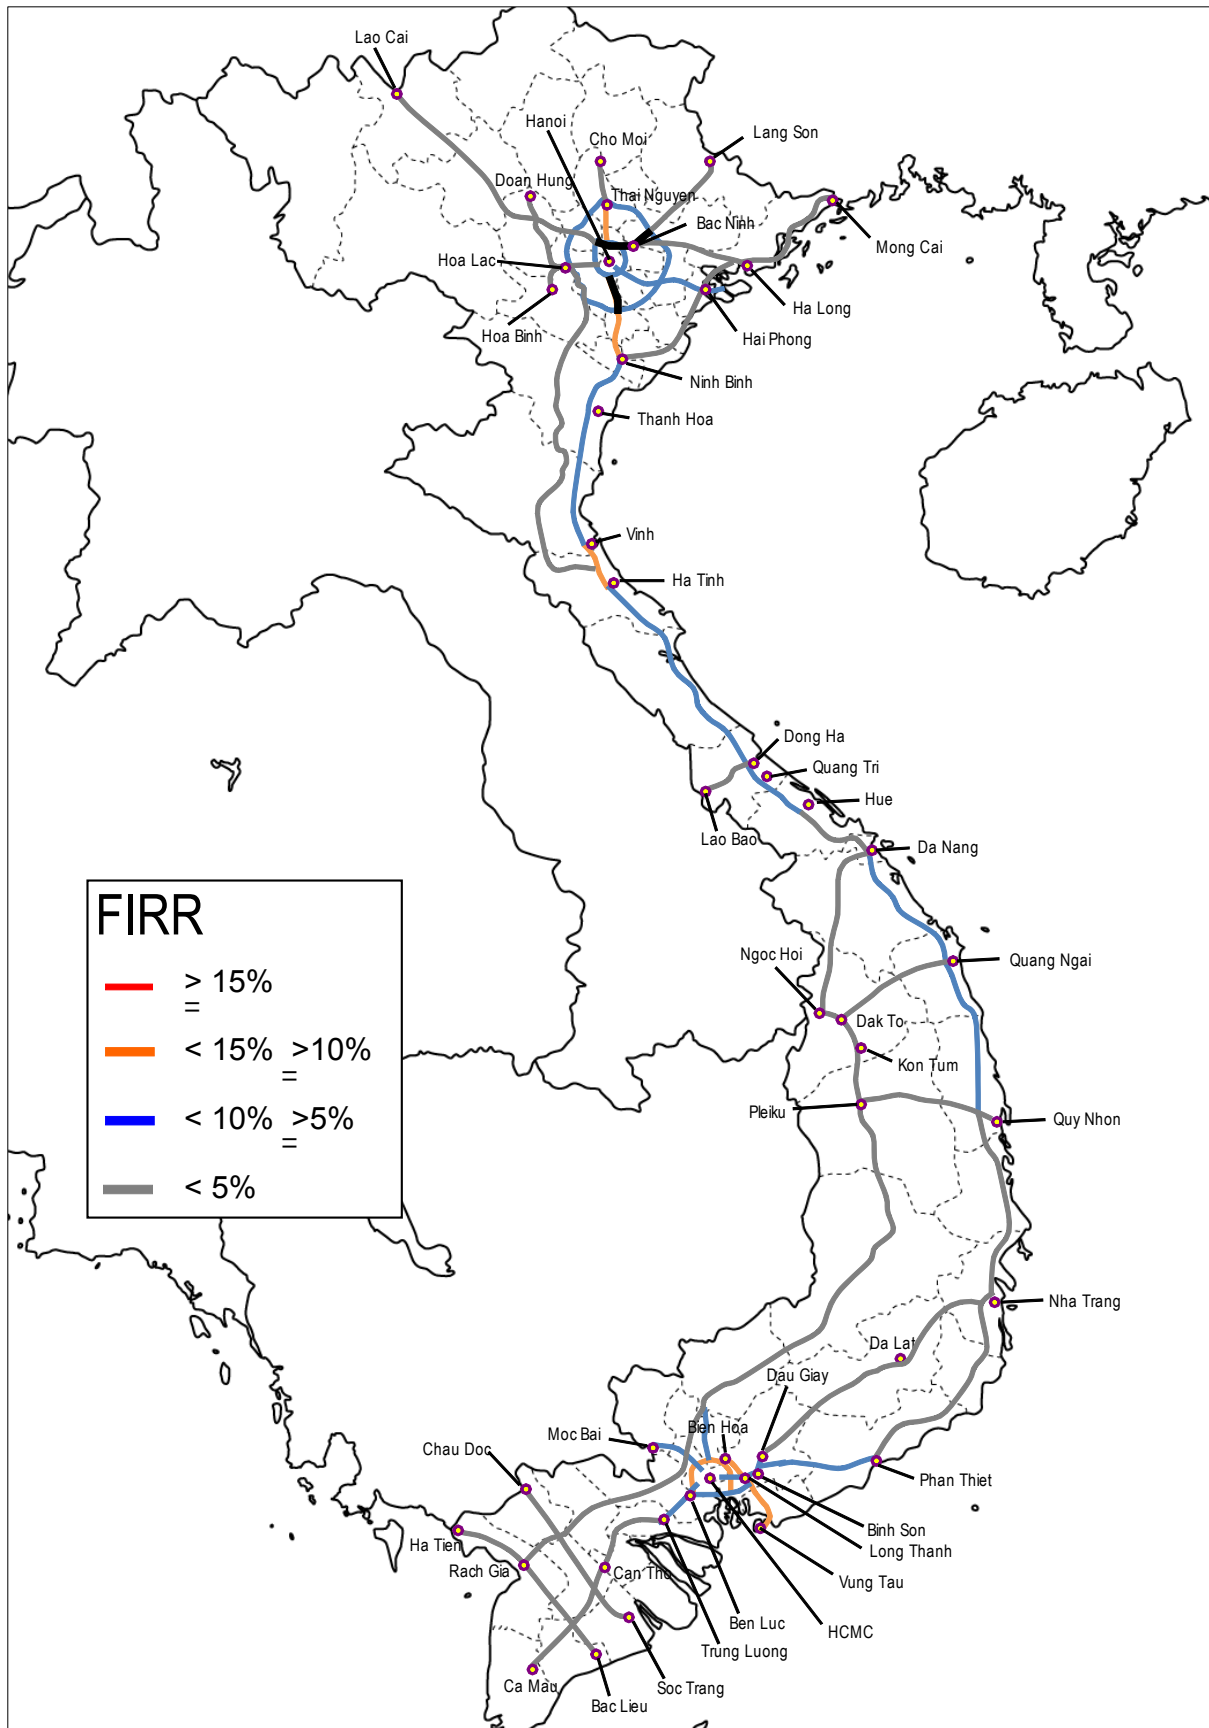 Lao Cai
Hanoi
Cho Moi
Lang Son
Doan Hung
Thai Nguyen
Bac Ninh
Mong Cai
Hoa Lac
Ha Long
Hoa Binh
Hai Phong
Ninh Binh
Thanh Hoa
Vinh
Ha Tinh
Dong Ha
Quang Tri
Hue
Lao Bao
Da Nang
FIRR
> 15%
=
< 15% >10%
=
< 10% >5%
=
< 5%
Ngoc Hoi
Quang Ngai
Dak To
Kon Tum
Pleiku
Quy Nhon
Nha Trang
Da Lat
Dau Giay
Bien Hoa
Moc Bai
Chau Doc
Phan Thiet
Binh Son
Ha Tien
Long Thanh
Rach Gia
Can Tho
Vung Tau
Ben Luc
HCMC
Trung Luong
Ca Mau
Soc Trang
Bac Lieu